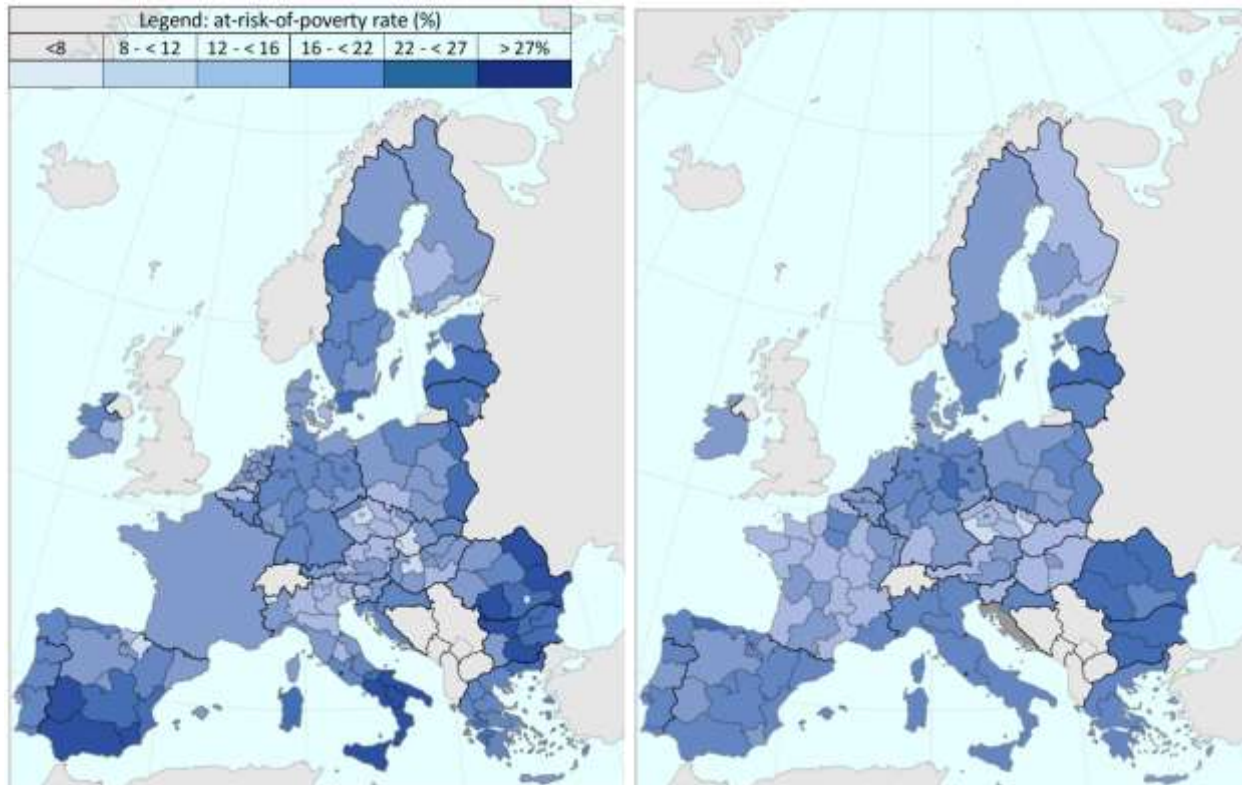 Legend: at-risk-of-poverty rate (%)
<8 8 - < 12 12 - < 16 16 - < 22 22 - < 27 > 27%